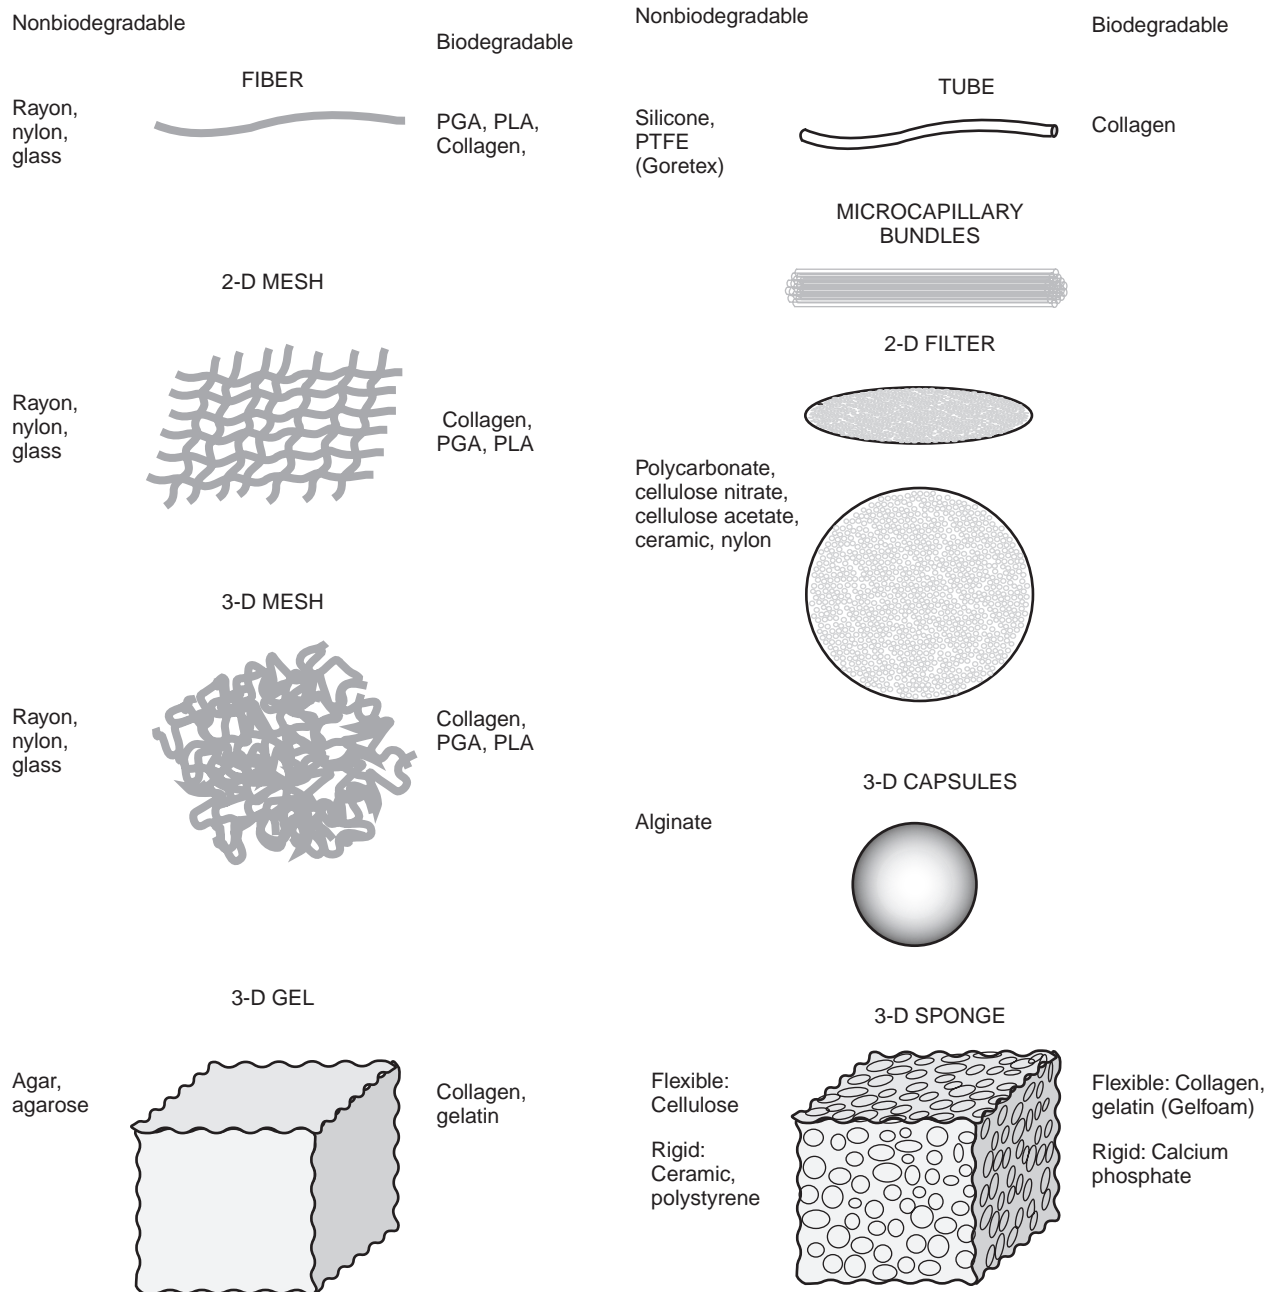 Nonbiodegradable
Biodegradable
FIBER
Rayon,
nylon,
glass
PGA, PLA,
Collagen,
2-D MESH
Rayon,
nylon,
glass
Collagen,
PGA, PLA
3-D MESH
Rayon,
nylon,
glass
Collagen,
PGA, PLA
3-D GEL
Agar,
agarose
Collagen,
gelatin
Nonbiodegradable
Biodegradable
TUBE
Silicone,
PTFE
(Goretex)
Collagen
MICROCAPILLARY
BUNDLES
2-D FILTER
Polycarbonate,
cellulose nitrate,
cellulose acetate,
ceramic, nylon
3-D CAPSULES
Alginate
3-D SPONGE
Flexible:
Cellulose
Rigid:
Ceramic,
polystyrene
Flexible: Collagen,
gelatin (Gelfoam)
Rigid: Calcium
phosphate